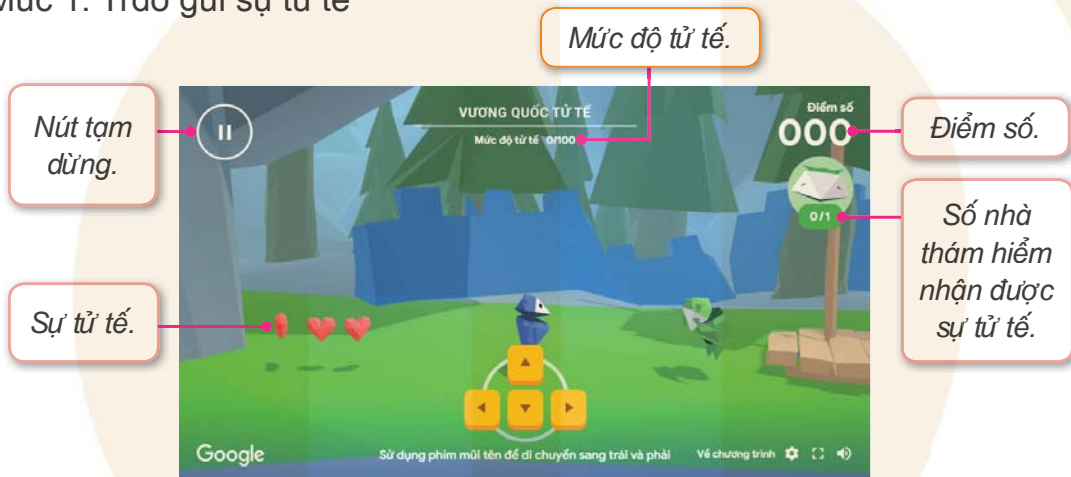 Mức 1: Trao gửi sự tử tế
Mức độ tử tế.
Nút tạm
dừng.
VƯƠNG QUỐC TỬ TẾ
Mức độ tử tế 0/100
Điểm số
000
Điểm số.
0/1
Số nhà
thám hiểm
nhận được
sự tử tế.
Sự tử tế.
Google
Sử dụng phím mũi tên để di chuyển sang trái và phải
Về chương trình